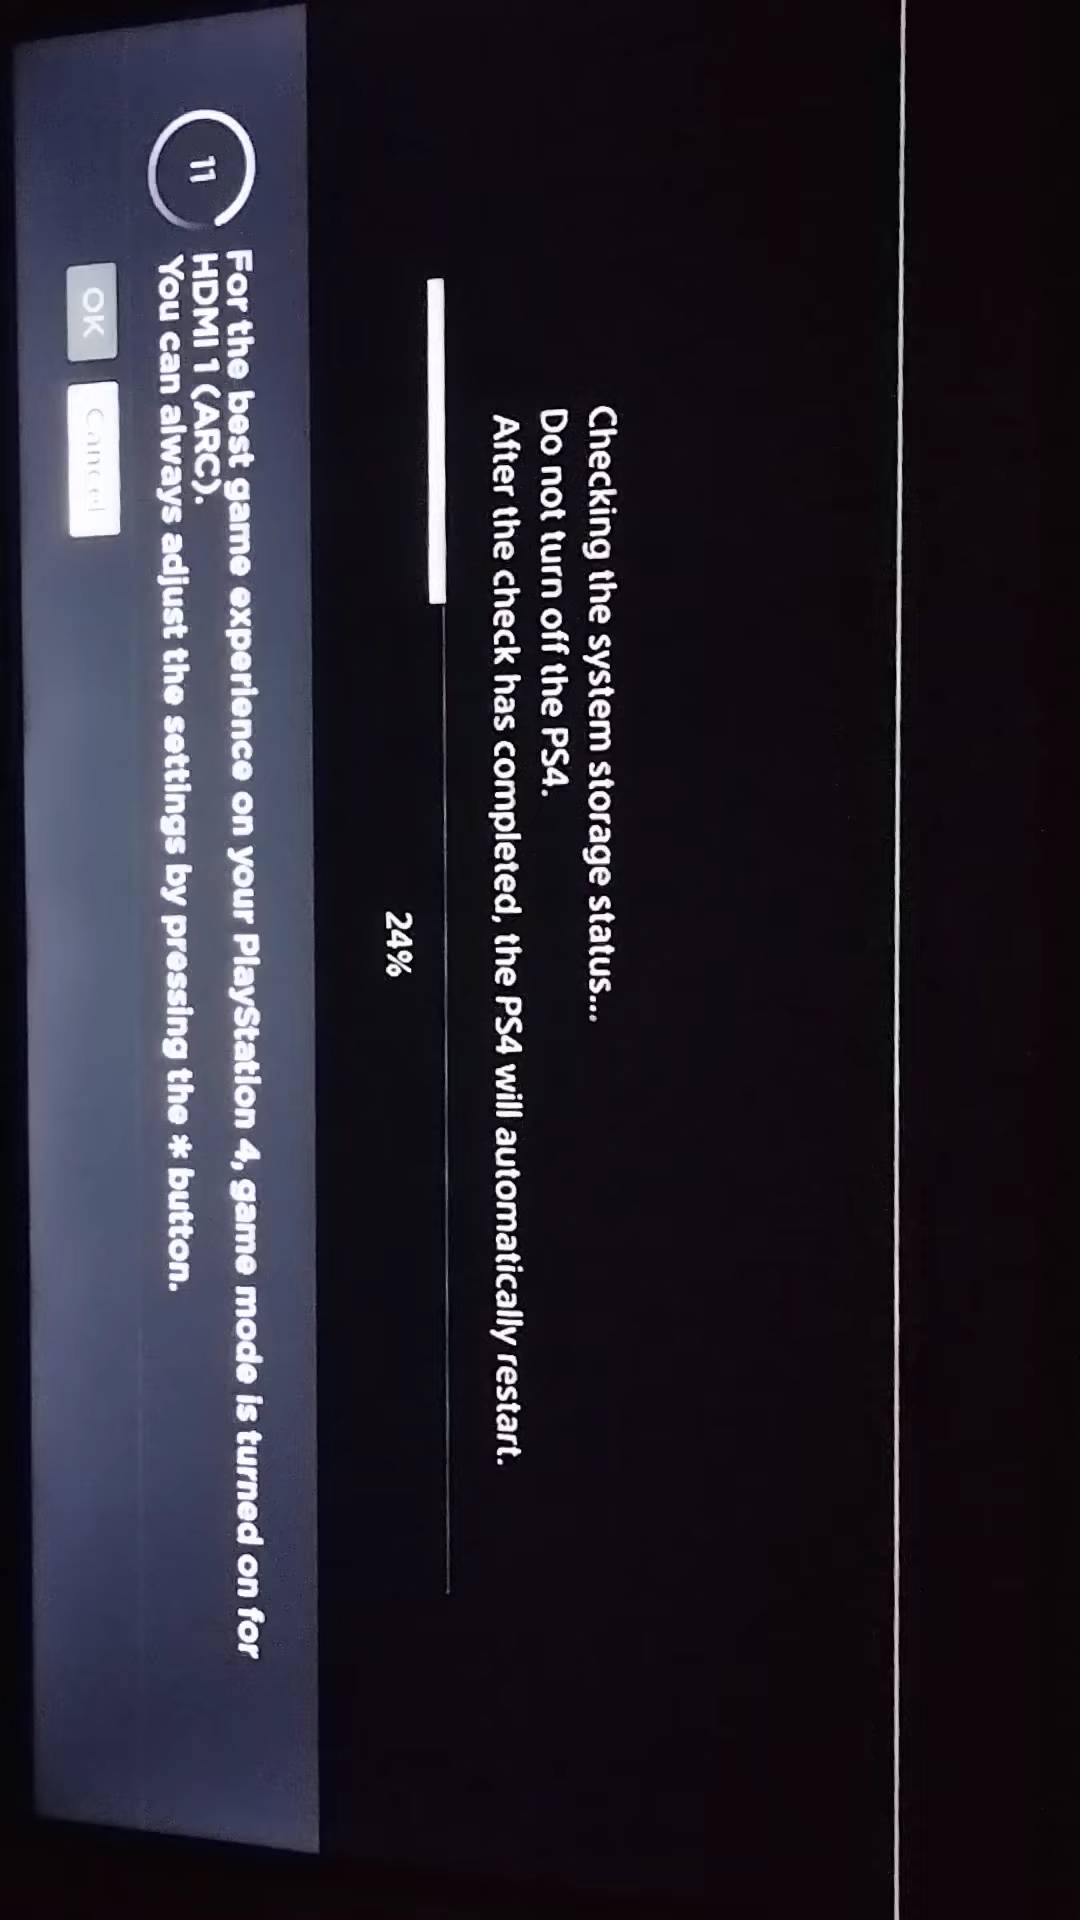 Checking the system storage status...
Do not turn off the PS4.
After the check has completed, the PS4 will automatically restart.
24%
11
For the best game experience on your PlayStation 4, game mode is turned on for
HDMI 1 (ARC).
You can always adjust the settings by pressing the * button.
OK
Cancel